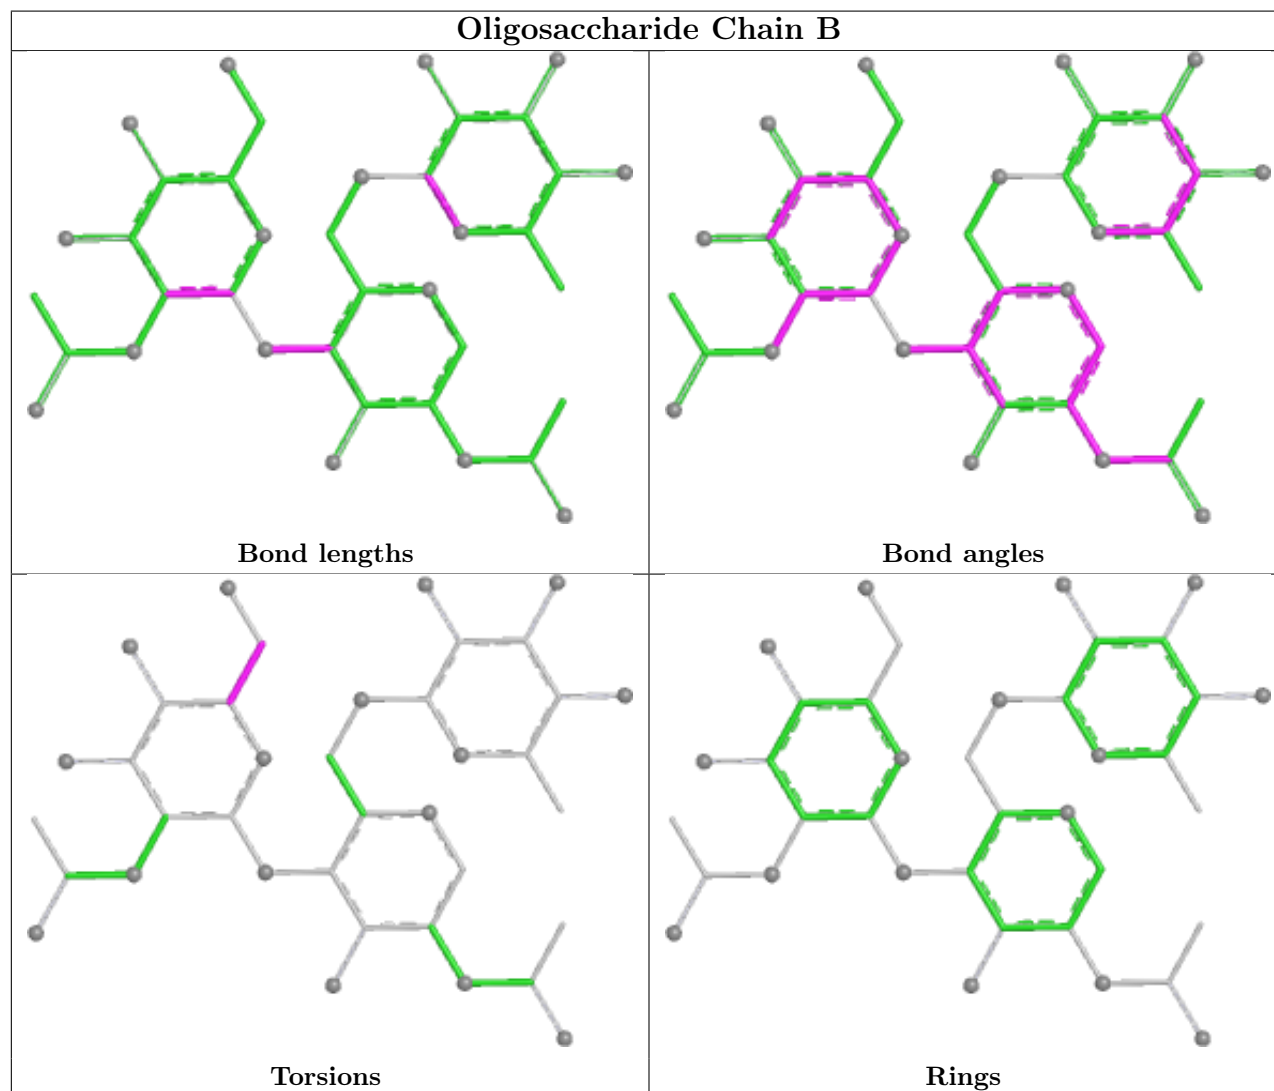 Oligosaccharide Chain B
Bond lengths
Bond angles
Torsions
Rings